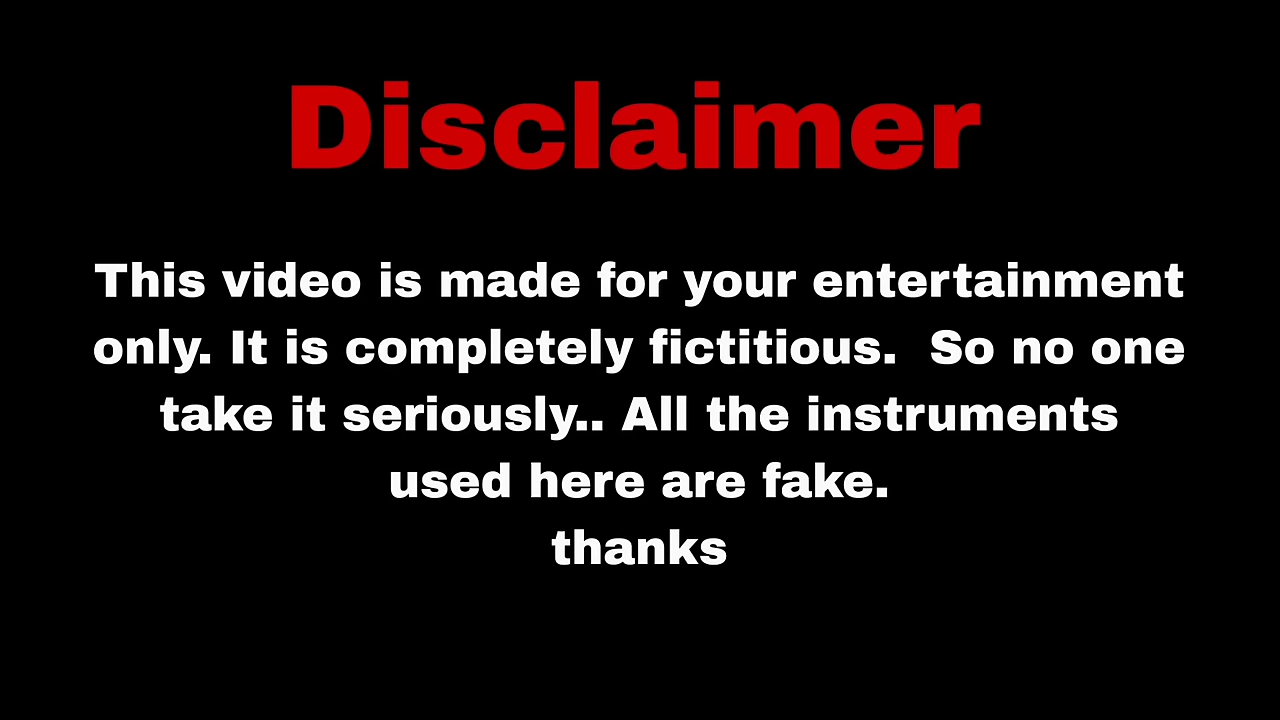 Disclaimer
This video is made for your entertainment
only. It is completely fictitious.  So no one
take it seriously.. All the instruments
used here are fake.
thanks